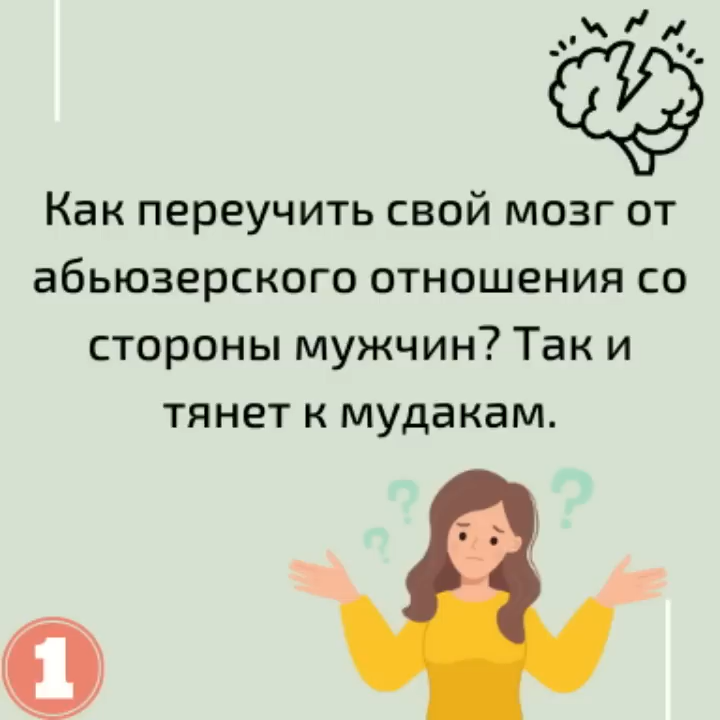 Как переучить свой мозг от
абьюзерского отношения со
стороны мужчин? Так и
тянет к мудакам.
? ? ?
1